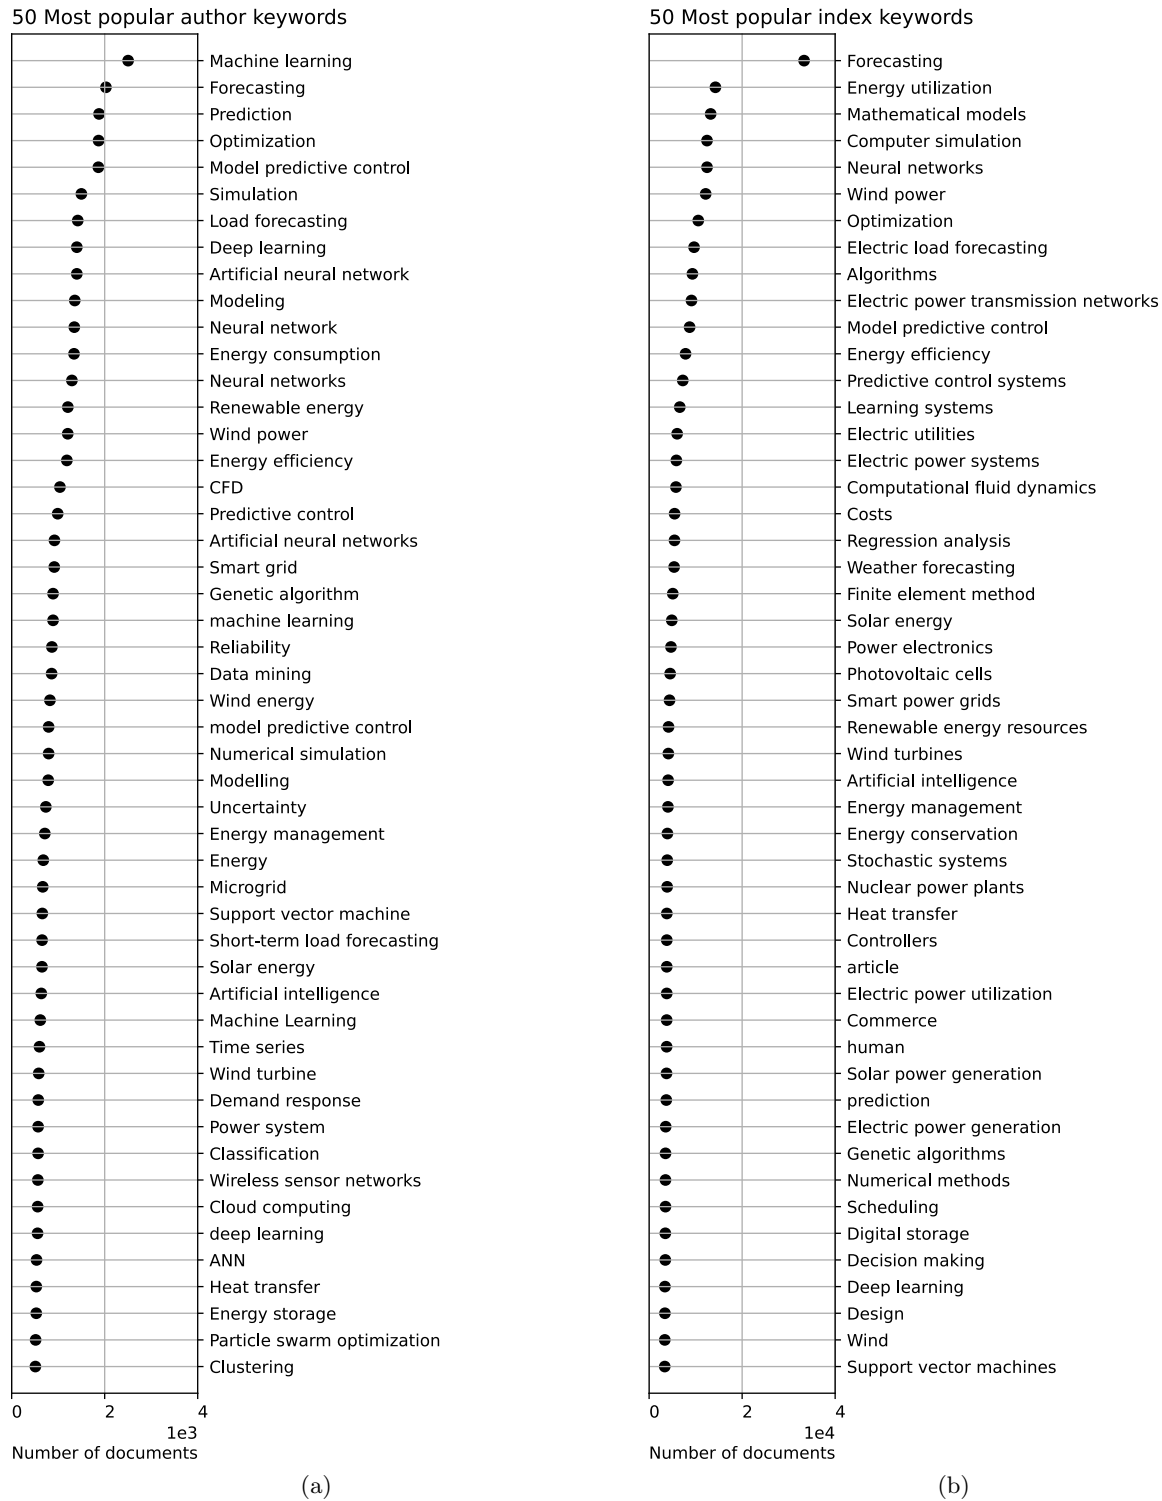 50 Most popular author keywords
Machine learning
Forecasting
Prediction
Optimization
Model predictive control
Simulation
Load forecasting
Deep learning
Artificial neural network
Modeling
Neural network
Energy consumption
Neural networks
Renewable energy
Wind power
Energy efficiency
CFD
Predictive control
Artificial neural networks
Smart grid
Genetic algorithm
machine learning
Reliability
Data mining
Wind energy
model predictive control
Numerical simulation
Modelling
Uncertainty
Energy management
Energy
Microgrid
Support vector machine
Short-term load forecasting
Solar energy
Artificial intelligence
Machine Learning
Time series
Wind turbine
Demand response
Power system
Classification
Wireless sensor networks
Cloud computing
deep learning
ANN
Heat transfer
Energy storage
Particle swarm optimization
Clustering
0 2 4
1e3
Number of documents
(a)
50 Most popular index keywords
Forecasting
Energy utilization
Mathematical models
Computer simulation
Neural networks
Wind power
Optimization
Electric load forecasting
Algorithms
Electric power transmission networks
Model predictive control
Energy efficiency
Predictive control systems
Learning systems
Electric utilities
Electric power systems
Computational fluid dynamics
Costs
Regression analysis
Weather forecasting
Finite element method
Solar energy
Power electronics
Photovoltaic cells
Smart power grids
Renewable energy resources
Wind turbines
Artificial intelligence
Energy management
Energy conservation
Stochastic systems
Nuclear power plants
Heat transfer
Controllers
article
Electric power utilization
Commerce
human
Solar power generation
prediction
Electric power generation
Genetic algorithms
Numerical methods
Scheduling
Digital storage
Decision making
Deep learning
Design
Wind
Support vector machines
0 2 4
1e4
Number of documents
(b)